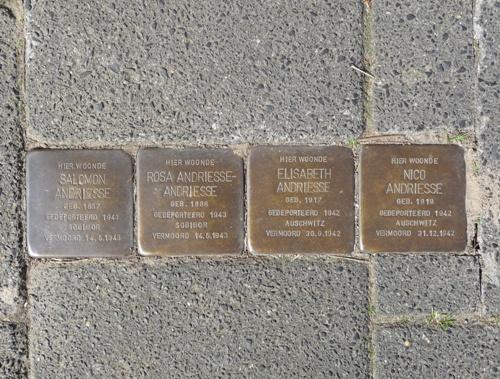 HIER WOONDE
SALOMON
ANDRIESSE
GEB. 1887
GEDEPORTEERD 1943
SOBIBOR
VERMOORD 14.5.1943
HIER WOONDE
ROSA ANDRIESSE-
ANDRIESSE
GEB. 1886
GEDEPORTEERD 1943
SOBIBOR
VERMOORD 14.5.1943
HIER WOONDE
ELISABETH
ANDRIESSE
GEB. 1917
GEDEPORTEERD 1942
AUSCHWITZ
VERMOORD 30.9.1942
HIER WOONDE
NICO
ANDRIESSE
GEB. 1919
GEDEPORTEERD 1942
AUSCHWITZ
VERMOORD 31.12.1942